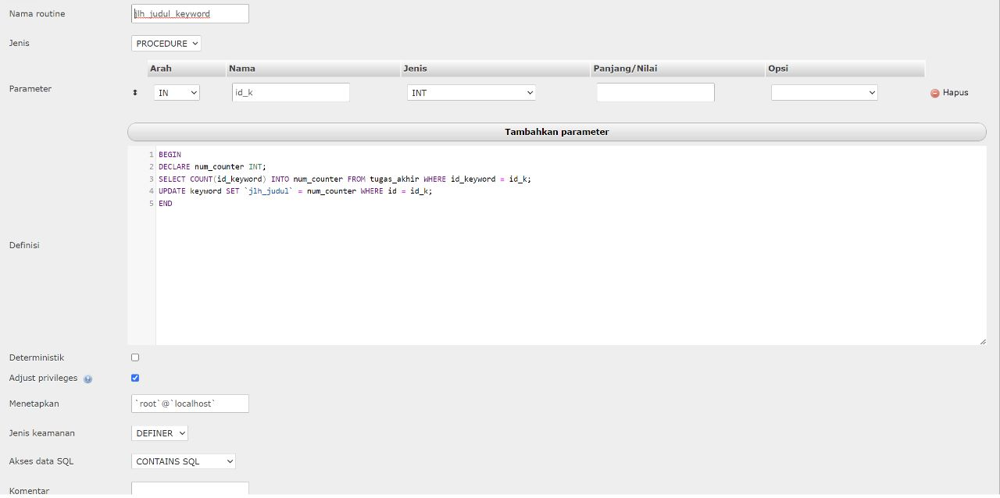 Nama routine jlh_judul_keyword
Jenis PROCEDURE
Arah Nama Jenis Panjang/Nilai Opsi
Parameter IN id_k INT Hapus
Tambahkan parameter
1 BEGIN
2 DECLARE num_counter INT;
3 SELECT COUNT(id_keyword) INTO num_counter FROM tugas_akhir WHERE id_keyword = id_k;
4 UPDATE keyword SET `jlh_judul` = num_counter WHERE id = id_k;
5 END
Definisi
Deterministik
Adjust privileges
Menetapkan `root`@`localhost`
Jenis keamanan DEFINER
Akses data SQL CONTAINS SQL
Komentar